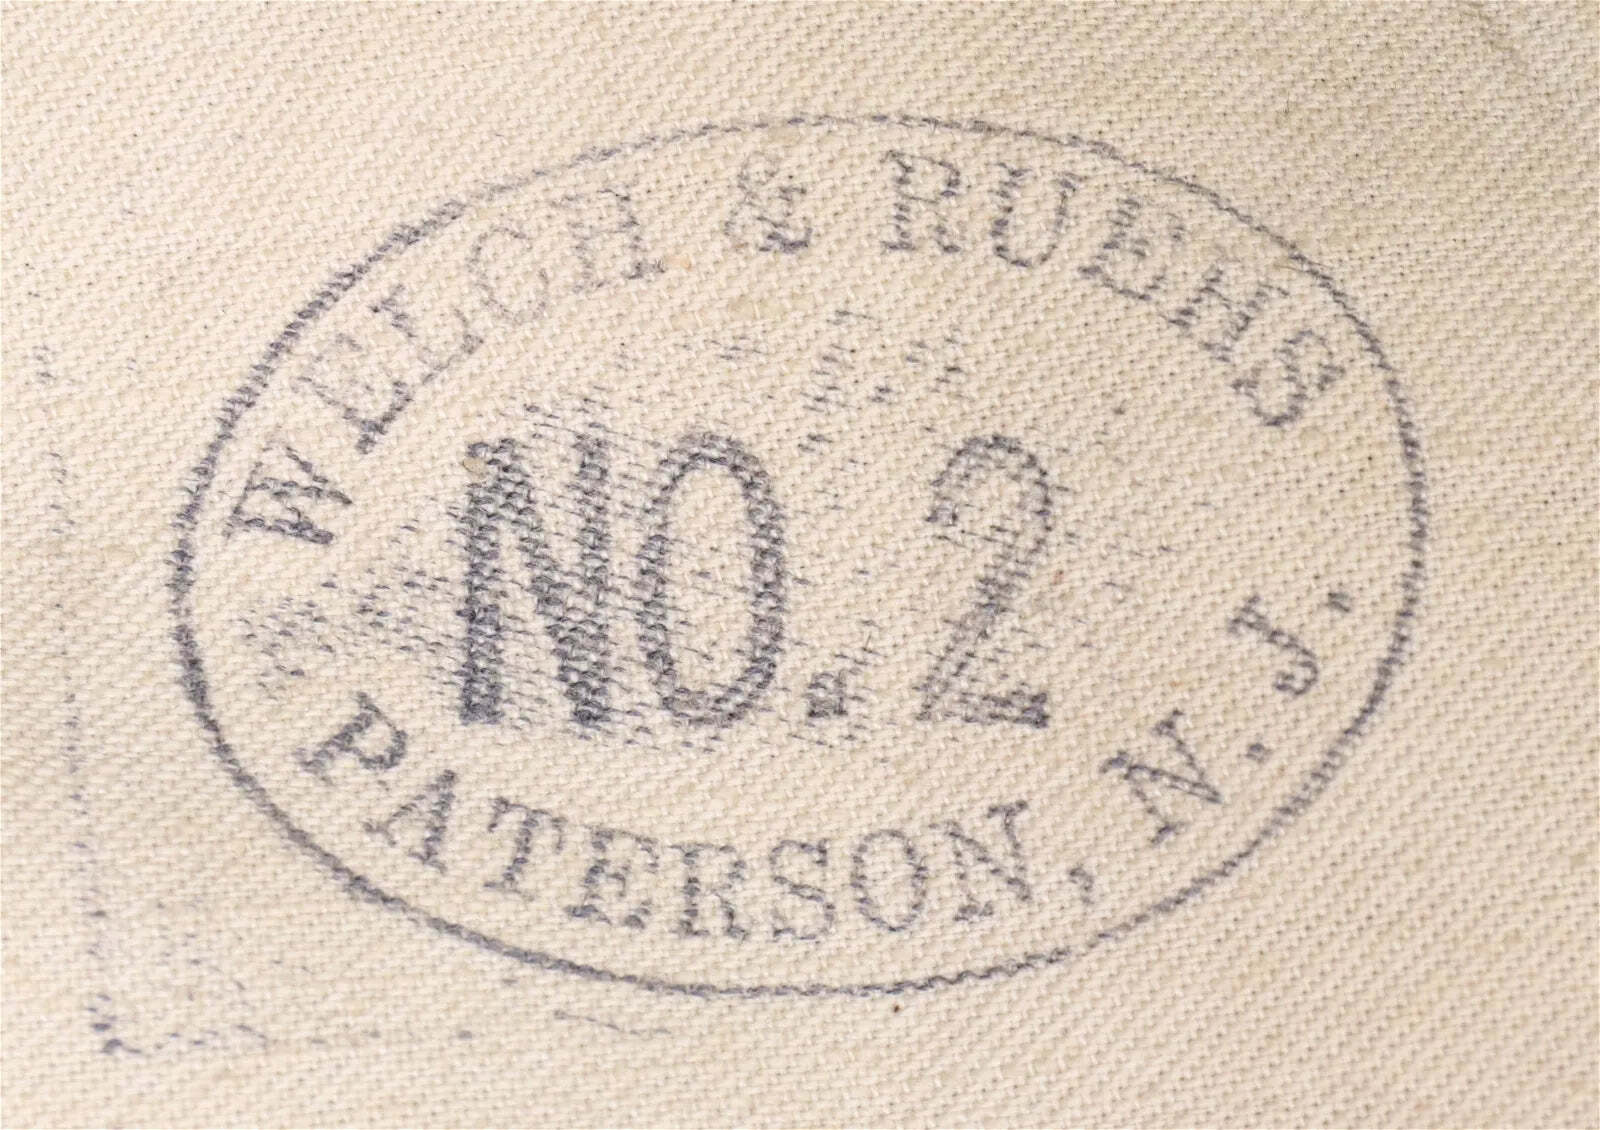 WELCH & RUEHS
NO. 2
PATERSON, N. J.